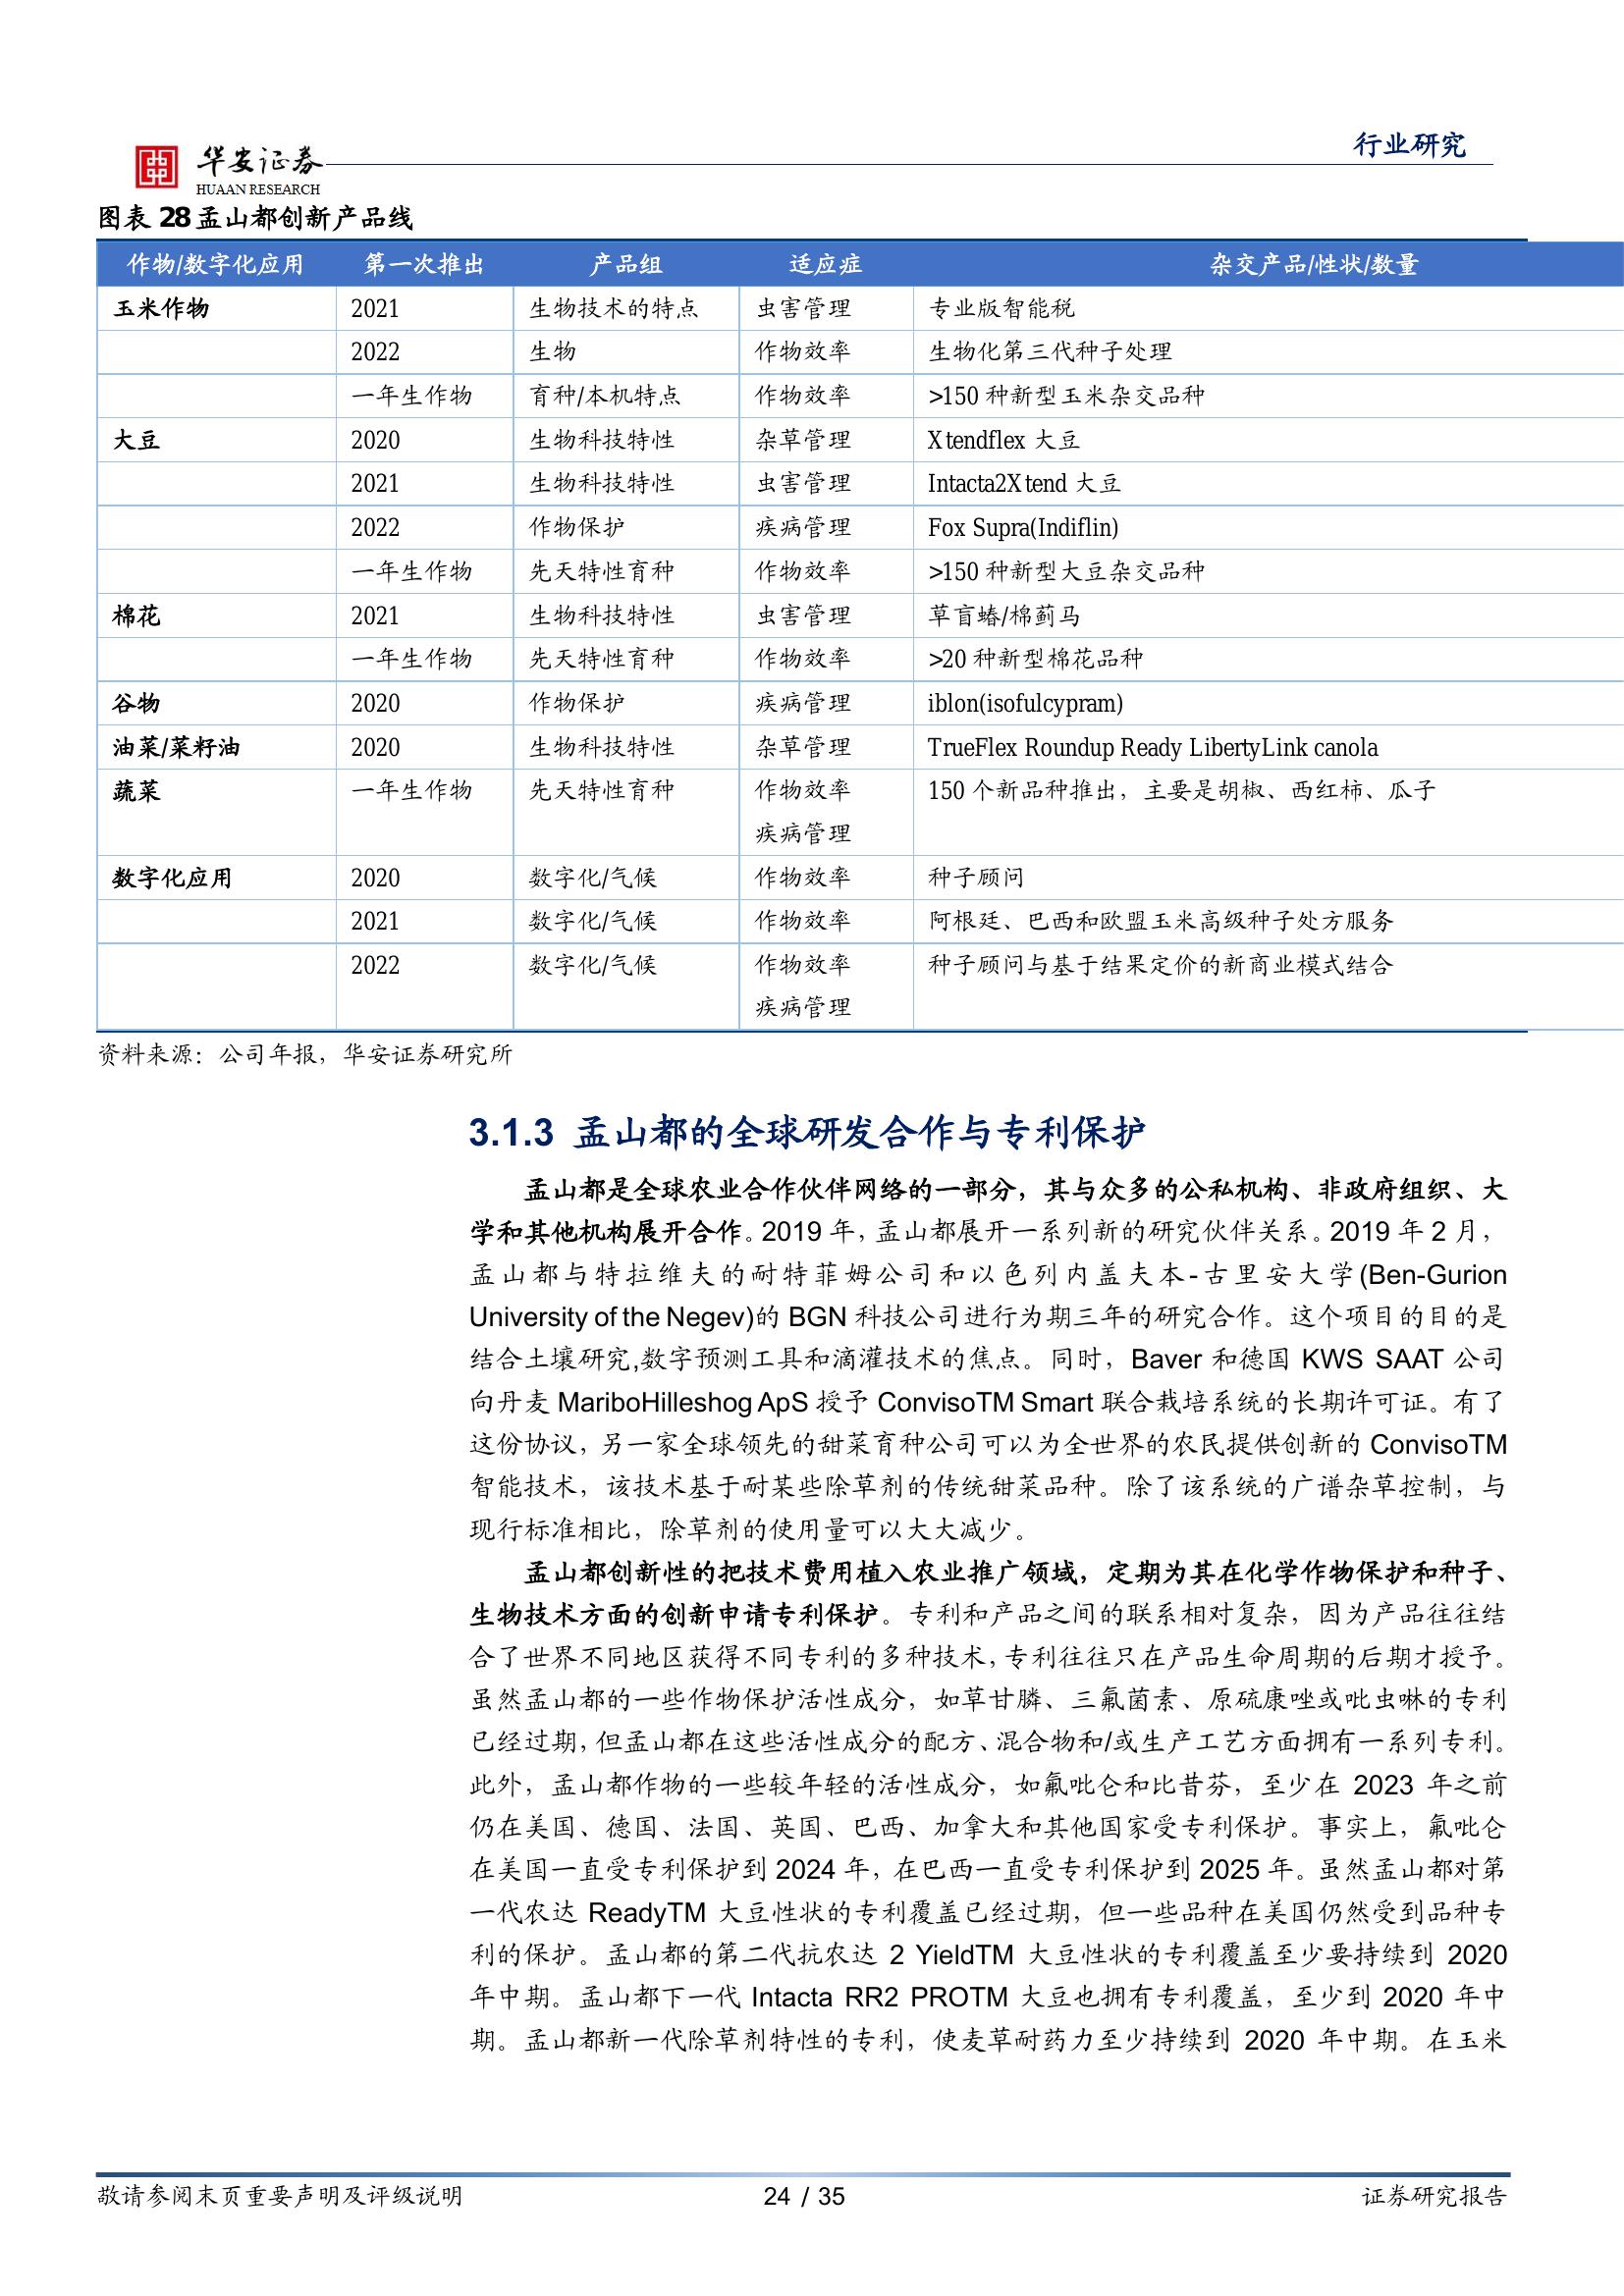 行业研究
华安证券
HUAAN RESEARCH
图表 28 孟山都创新产品线
作物/数字化应用 第一次推出 产品组 适应症 杂交产品/性状/数量
玉米作物 2021 生物技术的特点 虫害管理 专业版智能税
2022 生物 作物效率 生物化第三代种子处理
一年生作物 育种/本机特点 作物效率 >150 种新型玉米杂交品种
大豆 2020 生物科技特性 杂草管理 Xtendflex 大豆
2021 生物科技特性 虫害管理 Intacta2Xtend 大豆
2022 作物保护 疾病管理 Fox Supra(Indiflin)
一年生作物 先天特性育种 作物效率 >150 种新型大豆杂交品种
棉花 2021 生物科技特性 虫害管理 草盲蝽/棉蓟马
一年生作物 先天特性育种 作物效率 >20 种新型棉花品种
谷物 2020 作物保护 疾病管理 iblon(isofulcypram)
油菜/菜籽油 2020 生物科技特性 杂草管理 TrueFlex Roundup Ready LibertyLink canola
蔬菜 一年生作物 先天特性育种 作物效率 150 个新品种推出，主要是胡椒、西红柿、瓜子
疾病管理
数字化应用 2020 数字化/气候 作物效率 种子顾问
2021 数字化/气候 作物效率 阿根廷、巴西和欧盟玉米高级种子处方服务
2022 数字化/气候 作物效率 种子顾问与基于结果定价的新商业模式结合
疾病管理
资料来源：公司年报，华安证券研究所
3.1.3 孟山都的全球研发合作与专利保护
孟山都是全球农业合作伙伴网络的一部分，其与众多的公私机构、非政府组织、大
学和其他机构展开合作。2019 年，孟山都展开一系列新的研究伙伴关系。2019 年 2 月，
孟山都与特拉维夫的耐特菲姆公司和以色列内盖夫本-古里安大学(Ben-Gurion
University of the Negev)的 BGN 科技公司进行为期三年的研究合作。这个项目的目的是
结合土壤研究,数字预测工具和滴灌技术的焦点。同时，Baver 和德国 KWS SAAT 公司
向丹麦 MariboHilleshog ApS 授予 ConvisoTM Smart 联合栽培系统的长期许可证。有了
这份协议，另一家全球领先的甜菜育种公司可以为全世界的农民提供创新的 ConvisoTM
智能技术，该技术基于耐某些除草剂的传统甜菜品种。除了该系统的广谱杂草控制，与
现行标准相比，除草剂的使用量可以大大减少。
孟山都创新性的把技术费用植入农业推广领域，定期为其在化学作物保护和种子、
生物技术方面的创新申请专利保护。专利和产品之间的联系相对复杂，因为产品往往结
合了世界不同地区获得不同专利的多种技术，专利往往只在产品生命周期的后期才授予。
虽然孟山都的一些作物保护活性成分，如草甘膦、三氟菌素、原硫康唑或吡虫啉的专利
已经过期，但孟山都在这些活性成分的配方、混合物和/或生产工艺方面拥有一系列专利。
此外，孟山都作物的一些较年轻的活性成分，如氟吡仑和比昔芬，至少在 2023 年之前
仍在美国、德国、法国、英国、巴西、加拿大和其他国家受专利保护。事实上，氟吡仑
在美国一直受专利保护到 2024 年，在巴西一直受专利保护到 2025 年。虽然孟山都对第
一代农达 ReadyTM 大豆性状的专利覆盖已经过期，但一些品种在美国仍然受到品种专
利的保护。孟山都的第二代抗农达 2 YieldTM 大豆性状的专利覆盖至少要持续到 2020
年中期。孟山都下一代 Intacta RR2 PROTM 大豆也拥有专利覆盖，至少到 2020 年中
期。孟山都新一代除草剂特性的专利，使麦草耐药力至少持续到 2020 年中期。在玉米
敬请参阅末页重要声明及评级说明 24 / 35 证券研究报告